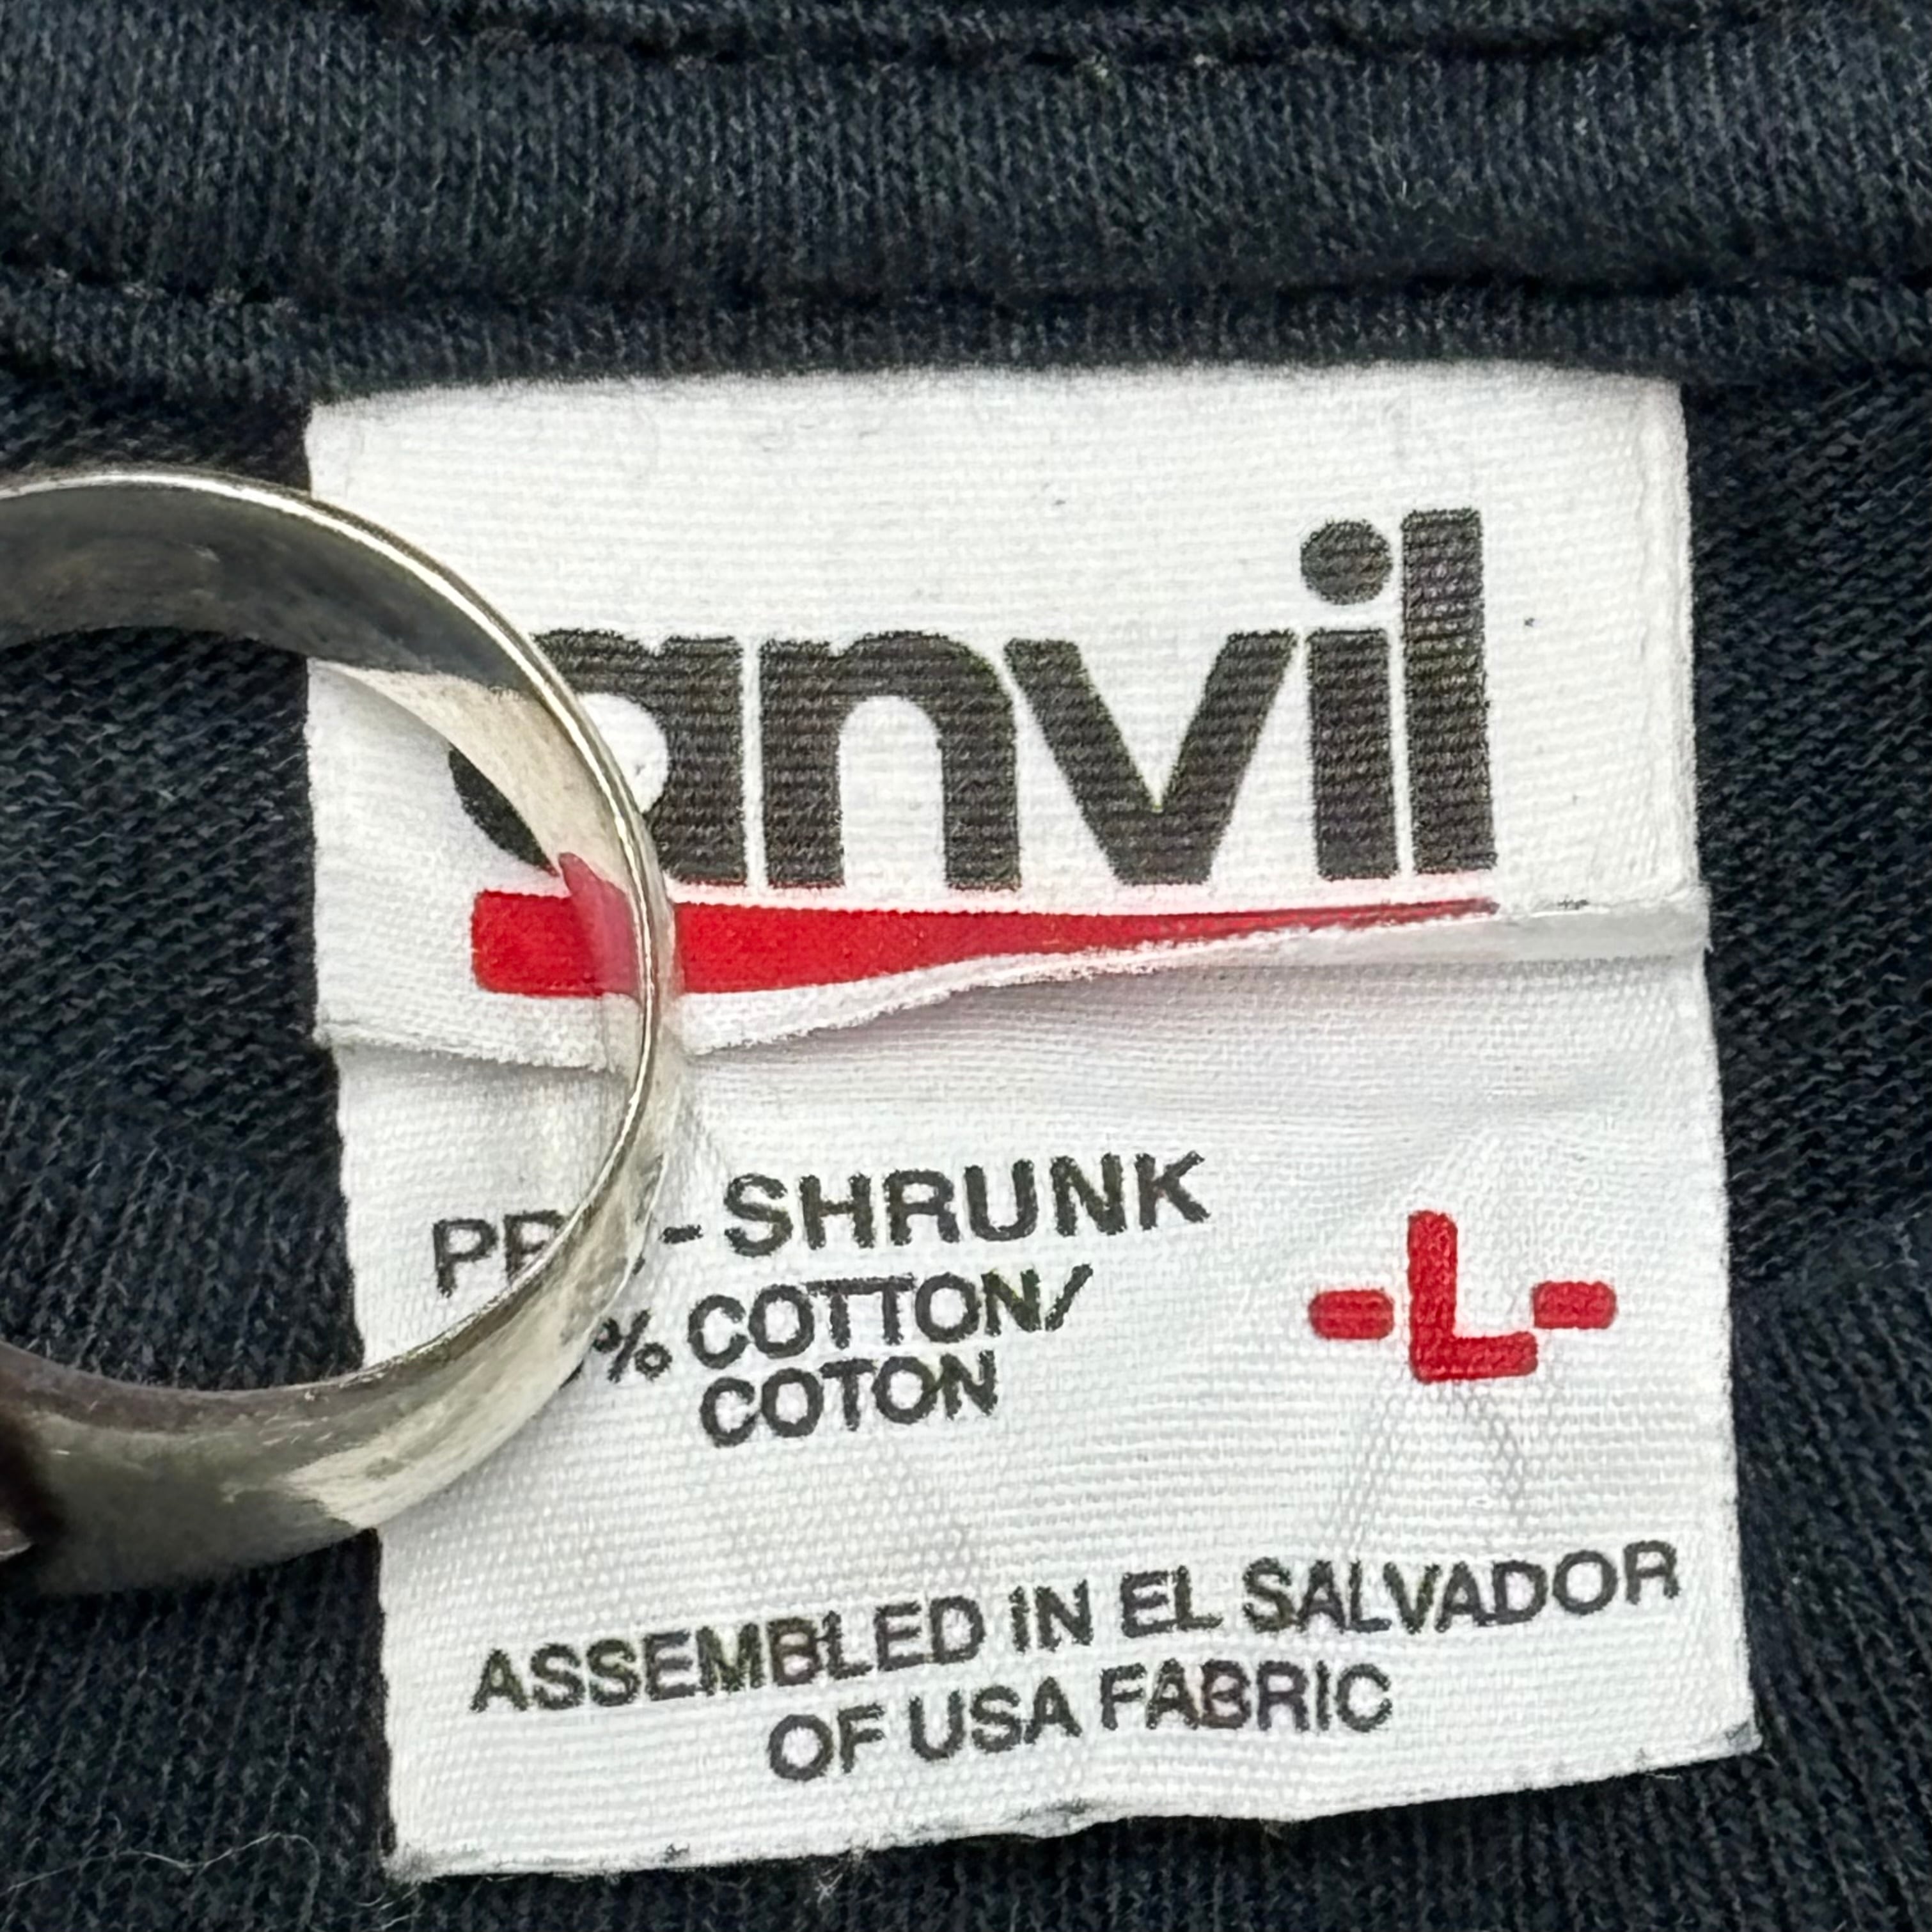 anvil
-SHRUNK
% COTTON/
COTON
-L-
ASSEMBLED IN EL SALVADOR
OF USA FABRIC